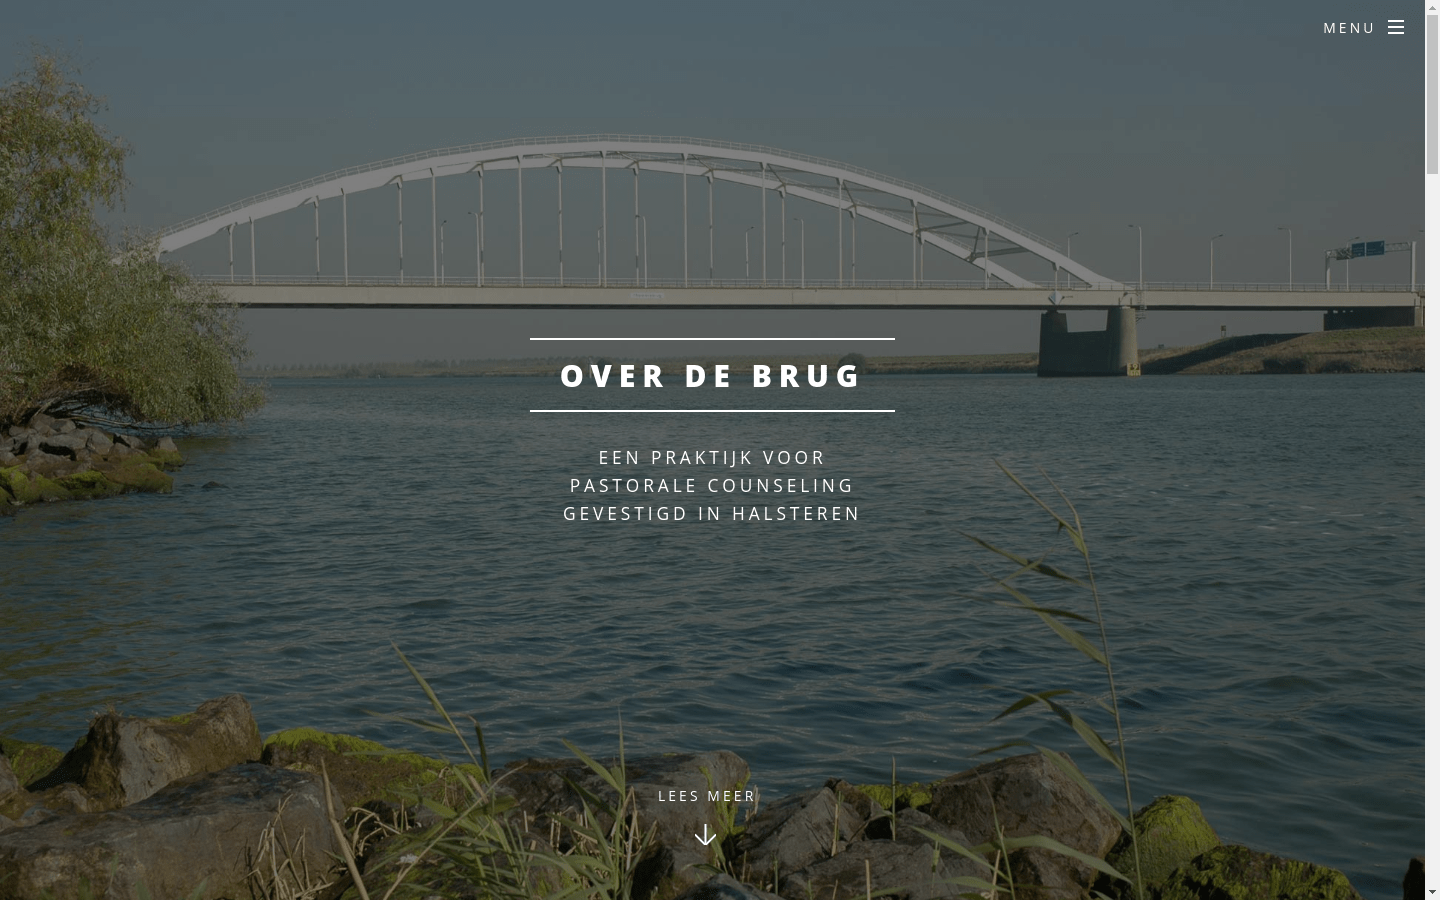 MENU
OVER DE BRUG
EEN PRAKTIJK VOOR
PASTORALE COUNSELING
GEVESTIGD IN HALSTEREN
LEES MEER